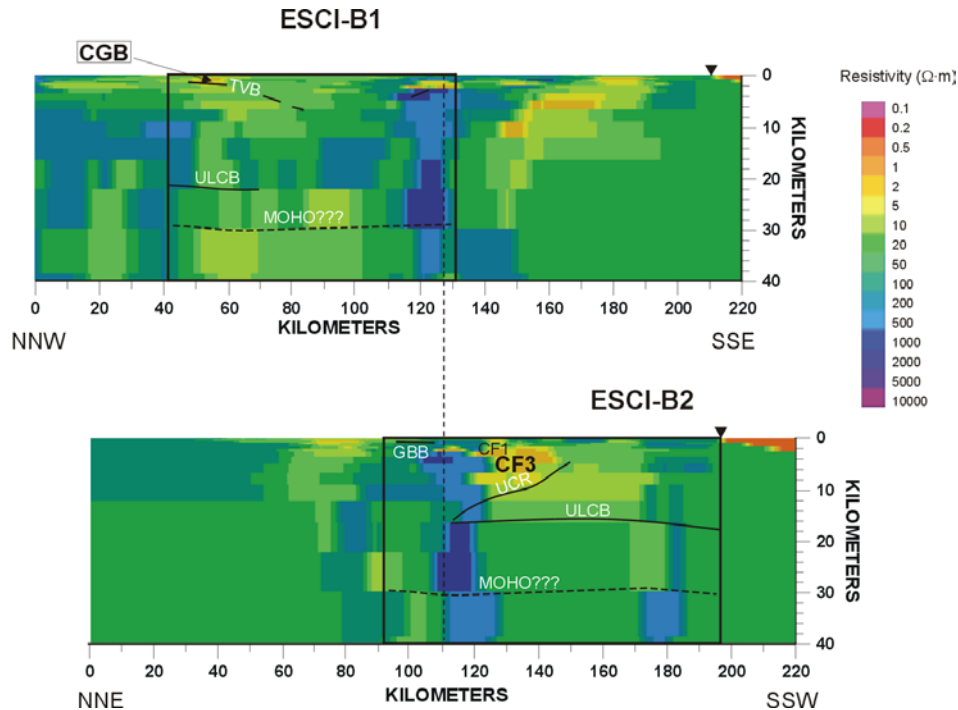 ESCI-B1
CGB
TVB
ULCB
MOHO???
0
10
20
30
40
KILOMETERS
0 20 40 60 80 100 120 140 160 180 200 220
KILOMETERS
NNW SSE
Resistivity (Ω·m)
0.1
0.2
0.5
1
2
5
10
20
50
100
200
500
1000
2000
5000
10000
ESCI-B2
GBB
CF1
CF3
UCR
ULCB
MOHO???
0
10
20
30
40
KILOMETERS
0 20 40 60 80 100 120 140 160 180 200 220
KILOMETERS
NNE SSW